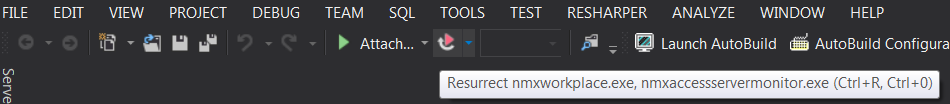 FILE EDIT VIEW PROJECT DEBUG TEAM SQL TOOLS TEST RESHARPER ANALYZE WINDOW HELP
Attach... Launch AutoBuild AutoBuild Configura
Serve
Resurrect nmxworkplace.exe, nmxaccessservermonitor.exe (Ctrl+R, Ctrl+0)